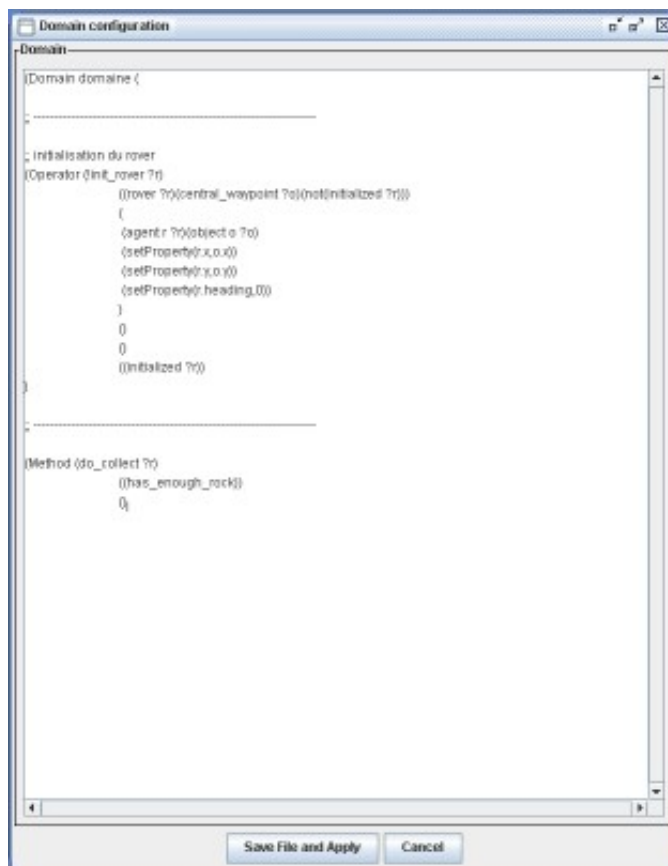 Domain configuration
Domain
(Domain domaine (
; ------------------------------------------------------------
; initialisation du rover
(Operator (!init_rover ?r)
((rover ?r)(central_waypoint ?o)(not(initialized ?r)))
(
(agent r ?r)(object o ?o)
(setProperty(r.x,o.x))
(setProperty(r.y,o.y))
(setProperty(r.heading,0))
)
()
()
((initialized ?r))
)
; ------------------------------------------------------------
(Method (do_collect ?r)
((has_enough_rock))
()
Save File and Apply
Cancel